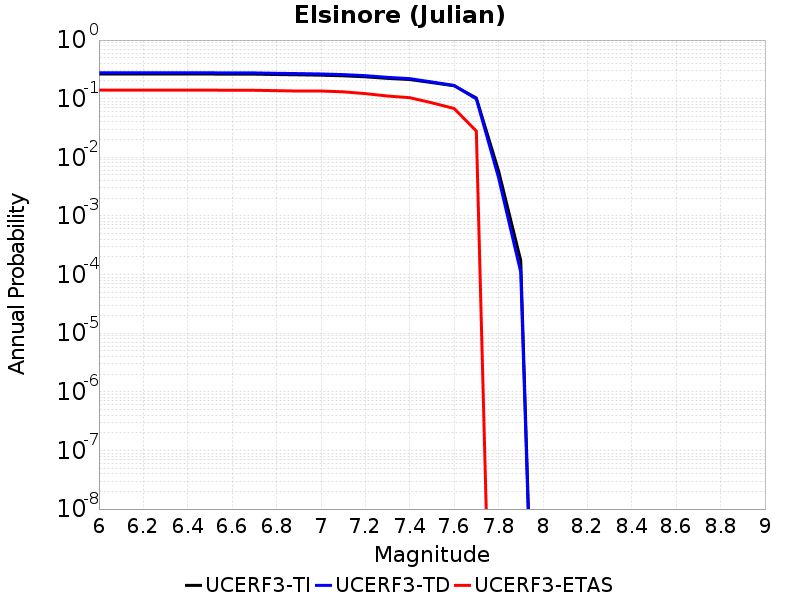 Elsinore (Julian)
10^0
10^-1
10^-2
10^-3
10^-4
10^-5
10^-6
10^-7
10^-8
Annual Probability
6 6.2 6.4 6.6 6.8 7 7.2 7.4 7.6 7.8 8 8.2 8.4 8.6 8.8 9
Magnitude
UCERF3-TI UCERF3-TD UCERF3-ETAS